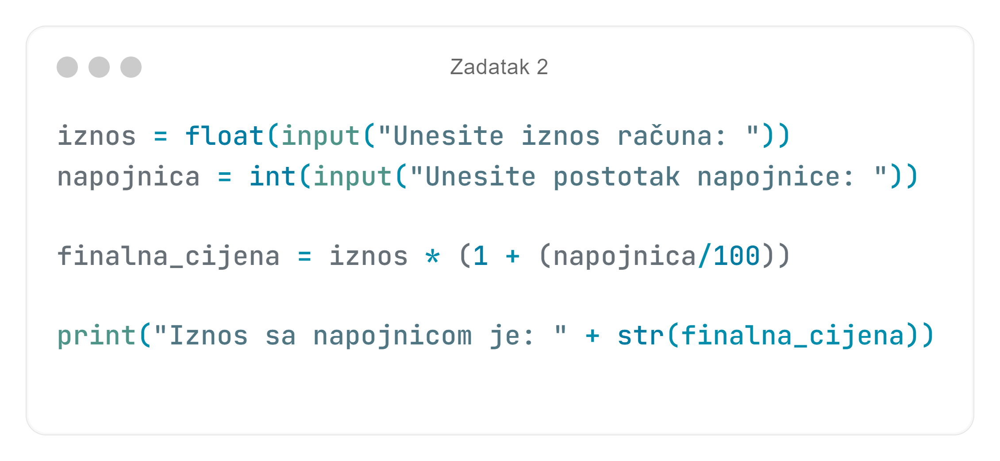 Zadatak 2
iznos = float(input("Unesite iznos računa: "))
napojnica = int(input("Unesite postotak napojnice: "))
finalna_cijena = iznos * (1 + (napojnica/100))
print("Iznos sa napojnicom je: " + str(finalna_cijena))